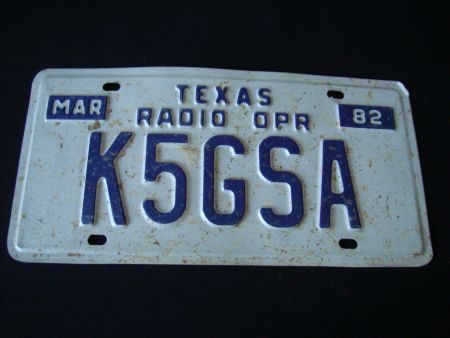 TEXAS
MAR RADIO OPR 82
K5GSA